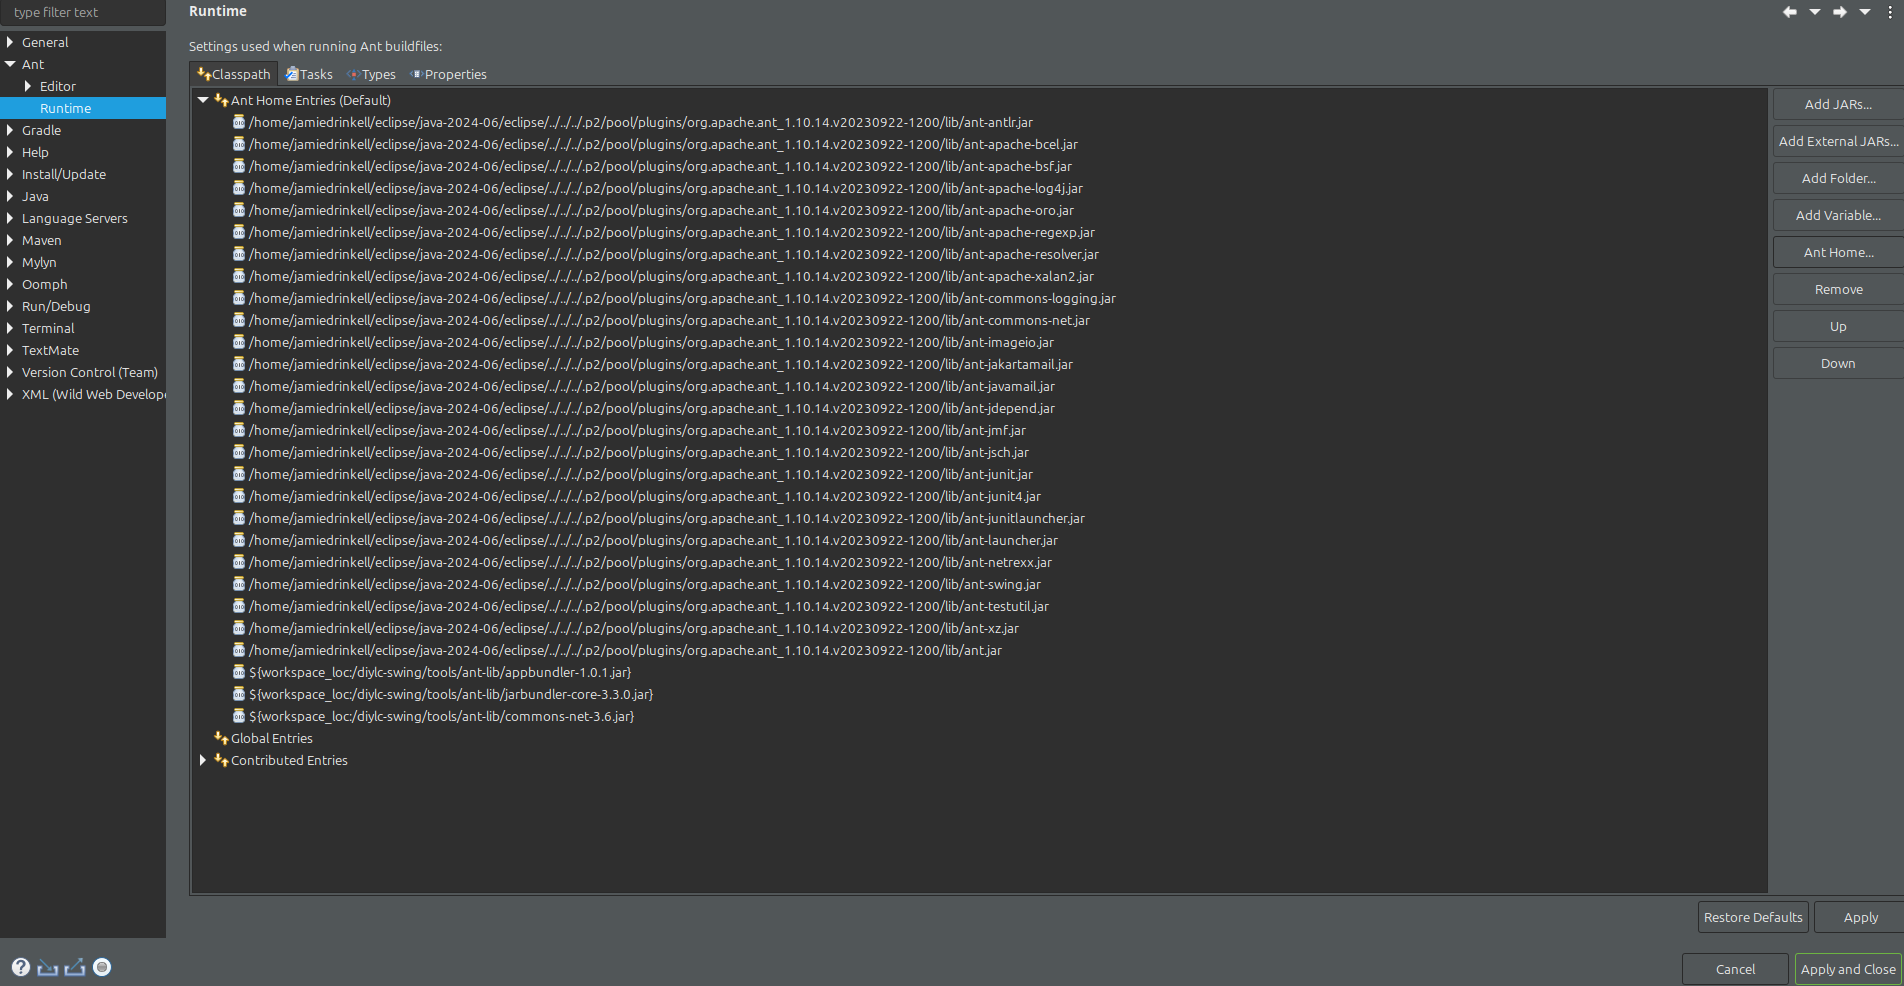 type filter text
Runtime
General
Ant
Editor
Runtime
Gradle
Help
Install/Update
Java
Language Servers
Maven
Mylyn
Oomph
Run/Debug
Terminal
TextMate
Version Control (Team)
XML (Wild Web Develope
Settings used when running Ant buildfiles:
Classpath Tasks Types Properties
Ant Home Entries (Default)
/home/jamiedrinkell/eclipse/java-2024-06/eclipse/../../../.p2/pool/plugins/org.apache.ant_1.10.14.v20230922-1200/lib/ant-antlr.jar
/home/jamiedrinkell/eclipse/java-2024-06/eclipse/../../../.p2/pool/plugins/org.apache.ant_1.10.14.v20230922-1200/lib/ant-apache-bcel.jar
/home/jamiedrinkell/eclipse/java-2024-06/eclipse/../../../.p2/pool/plugins/org.apache.ant_1.10.14.v20230922-1200/lib/ant-apache-bsf.jar
/home/jamiedrinkell/eclipse/java-2024-06/eclipse/../../../.p2/pool/plugins/org.apache.ant_1.10.14.v20230922-1200/lib/ant-apache-log4j.jar
/home/jamiedrinkell/eclipse/java-2024-06/eclipse/../../../.p2/pool/plugins/org.apache.ant_1.10.14.v20230922-1200/lib/ant-apache-oro.jar
/home/jamiedrinkell/eclipse/java-2024-06/eclipse/../../../.p2/pool/plugins/org.apache.ant_1.10.14.v20230922-1200/lib/ant-apache-regexp.jar
/home/jamiedrinkell/eclipse/java-2024-06/eclipse/../../../.p2/pool/plugins/org.apache.ant_1.10.14.v20230922-1200/lib/ant-apache-resolver.jar
/home/jamiedrinkell/eclipse/java-2024-06/eclipse/../../../.p2/pool/plugins/org.apache.ant_1.10.14.v20230922-1200/lib/ant-apache-xalan2.jar
/home/jamiedrinkell/eclipse/java-2024-06/eclipse/../../../.p2/pool/plugins/org.apache.ant_1.10.14.v20230922-1200/lib/ant-commons-logging.jar
/home/jamiedrinkell/eclipse/java-2024-06/eclipse/../../../.p2/pool/plugins/org.apache.ant_1.10.14.v20230922-1200/lib/ant-commons-net.jar
/home/jamiedrinkell/eclipse/java-2024-06/eclipse/../../../.p2/pool/plugins/org.apache.ant_1.10.14.v20230922-1200/lib/ant-imageio.jar
/home/jamiedrinkell/eclipse/java-2024-06/eclipse/../../../.p2/pool/plugins/org.apache.ant_1.10.14.v20230922-1200/lib/ant-jakartamail.jar
/home/jamiedrinkell/eclipse/java-2024-06/eclipse/../../../.p2/pool/plugins/org.apache.ant_1.10.14.v20230922-1200/lib/ant-javamail.jar
/home/jamiedrinkell/eclipse/java-2024-06/eclipse/../../../.p2/pool/plugins/org.apache.ant_1.10.14.v20230922-1200/lib/ant-jdepend.jar
/home/jamiedrinkell/eclipse/java-2024-06/eclipse/../../../.p2/pool/plugins/org.apache.ant_1.10.14.v20230922-1200/lib/ant-jmf.jar
/home/jamiedrinkell/eclipse/java-2024-06/eclipse/../../../.p2/pool/plugins/org.apache.ant_1.10.14.v20230922-1200/lib/ant-jsch.jar
/home/jamiedrinkell/eclipse/java-2024-06/eclipse/../../../.p2/pool/plugins/org.apache.ant_1.10.14.v20230922-1200/lib/ant-junit.jar
/home/jamiedrinkell/eclipse/java-2024-06/eclipse/../../../.p2/pool/plugins/org.apache.ant_1.10.14.v20230922-1200/lib/ant-junit4.jar
/home/jamiedrinkell/eclipse/java-2024-06/eclipse/../../../.p2/pool/plugins/org.apache.ant_1.10.14.v20230922-1200/lib/ant-junitlauncher.jar
/home/jamiedrinkell/eclipse/java-2024-06/eclipse/../../../.p2/pool/plugins/org.apache.ant_1.10.14.v20230922-1200/lib/ant-launcher.jar
/home/jamiedrinkell/eclipse/java-2024-06/eclipse/../../../.p2/pool/plugins/org.apache.ant_1.10.14.v20230922-1200/lib/ant-netrexx.jar
/home/jamiedrinkell/eclipse/java-2024-06/eclipse/../../../.p2/pool/plugins/org.apache.ant_1.10.14.v20230922-1200/lib/ant-swing.jar
/home/jamiedrinkell/eclipse/java-2024-06/eclipse/../../../.p2/pool/plugins/org.apache.ant_1.10.14.v20230922-1200/lib/ant-testutil.jar
/home/jamiedrinkell/eclipse/java-2024-06/eclipse/../../../.p2/pool/plugins/org.apache.ant_1.10.14.v20230922-1200/lib/ant-xz.jar
/home/jamiedrinkell/eclipse/java-2024-06/eclipse/../../../.p2/pool/plugins/org.apache.ant_1.10.14.v20230922-1200/lib/ant.jar
${workspace_loc:/diylc-swing/tools/ant-lib/appbundler-1.0.1.jar}
${workspace_loc:/diylc-swing/tools/ant-lib/jarbundler-core-3.3.0.jar}
${workspace_loc:/diylc-swing/tools/ant-lib/commons-net-3.6.jar}
Global Entries
Contributed Entries
Add JARs...
Add External JARs...
Add Folder...
Add Variable...
Ant Home...
Remove
Up
Down
Restore Defaults Apply
Cancel Apply and Close